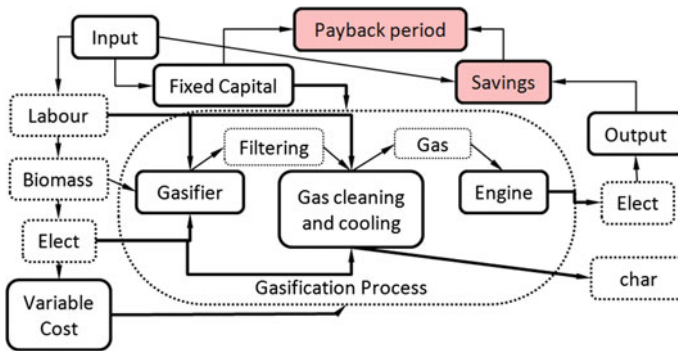 Input
Payback period
Fixed Capital
Savings
Labour
Output
Filtering
Gas
Biomass
Gasifier
Gas cleaning
and cooling
Engine
Elect
Elect
Gasification Process
char
Variable
Cost